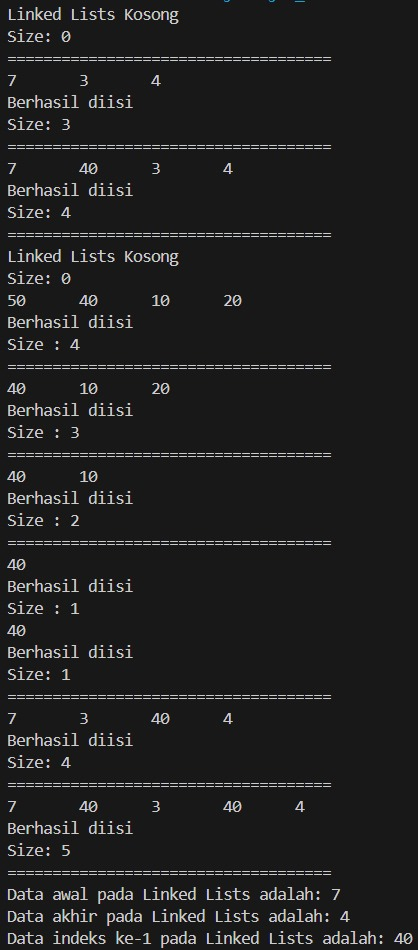 Linked Lists Kosong
Size: 0
====================================
7 3 4
Berhasil diisi
Size: 3
====================================
7 40 3 4
Berhasil diisi
Size: 4
====================================
Linked Lists Kosong
Size: 0
50 40 10 20
Berhasil diisi
Size : 4
====================================
40 10 20
Berhasil diisi
Size : 3
====================================
40 10
Berhasil diisi
Size : 2
====================================
40
Berhasil diisi
Size : 1
40
Berhasil diisi
Size: 1
====================================
7 3 40 4
Berhasil diisi
Size: 4
====================================
7 40 3 40 4
Berhasil diisi
Size: 5
====================================
Data awal pada Linked Lists adalah: 7
Data akhir pada Linked Lists adalah: 4
Data indeks ke-1 pada Linked Lists adalah: 40